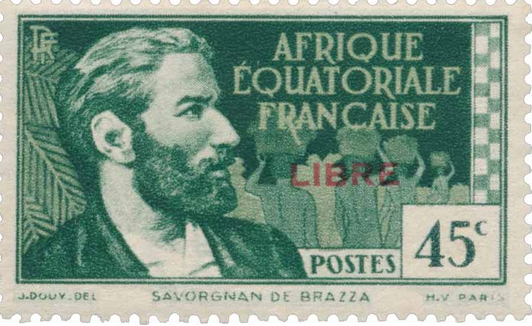 RF
AFRIQUE
ÉQUATORIALE
FRANÇAISE
LIBRE
POSTES
45c
J.DOUY.DEL
SAVORGNAN DE BRAZZA
H.V. PARIS